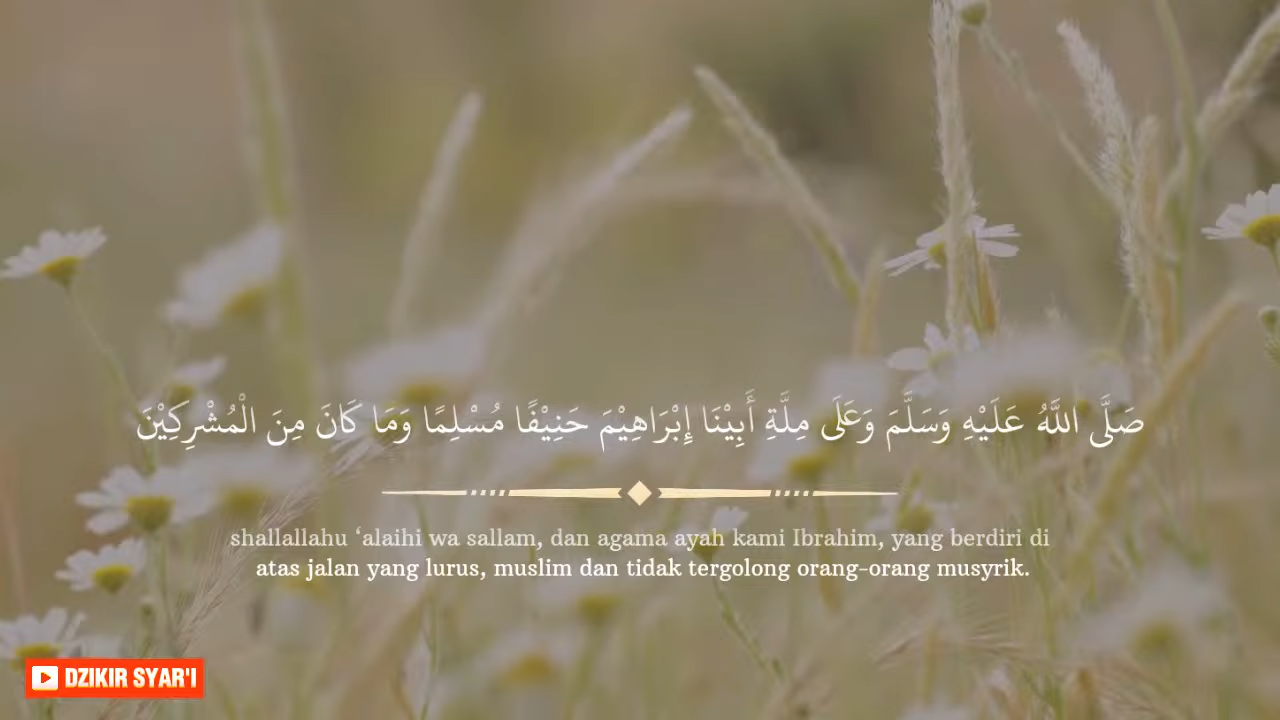 صَلَّى اللَّهُ عَلَيْهِ وَسَلَّمَ وَعَلَى مِلَّةِ أَبِيْنَا إِبْرَاهِيْمَ حَنِيْفًا مُسْلِمًا وَمَا كَانَ مِنَ الْمُشْرِكِيْنَ
shallallahu ‘alaihi wa sallam, dan agama ayah kami Ibrahim, yang berdiri di
atas jalan yang lurus, muslim dan tidak tergolong orang-orang musyrik.
DZIKIR SYAR'I